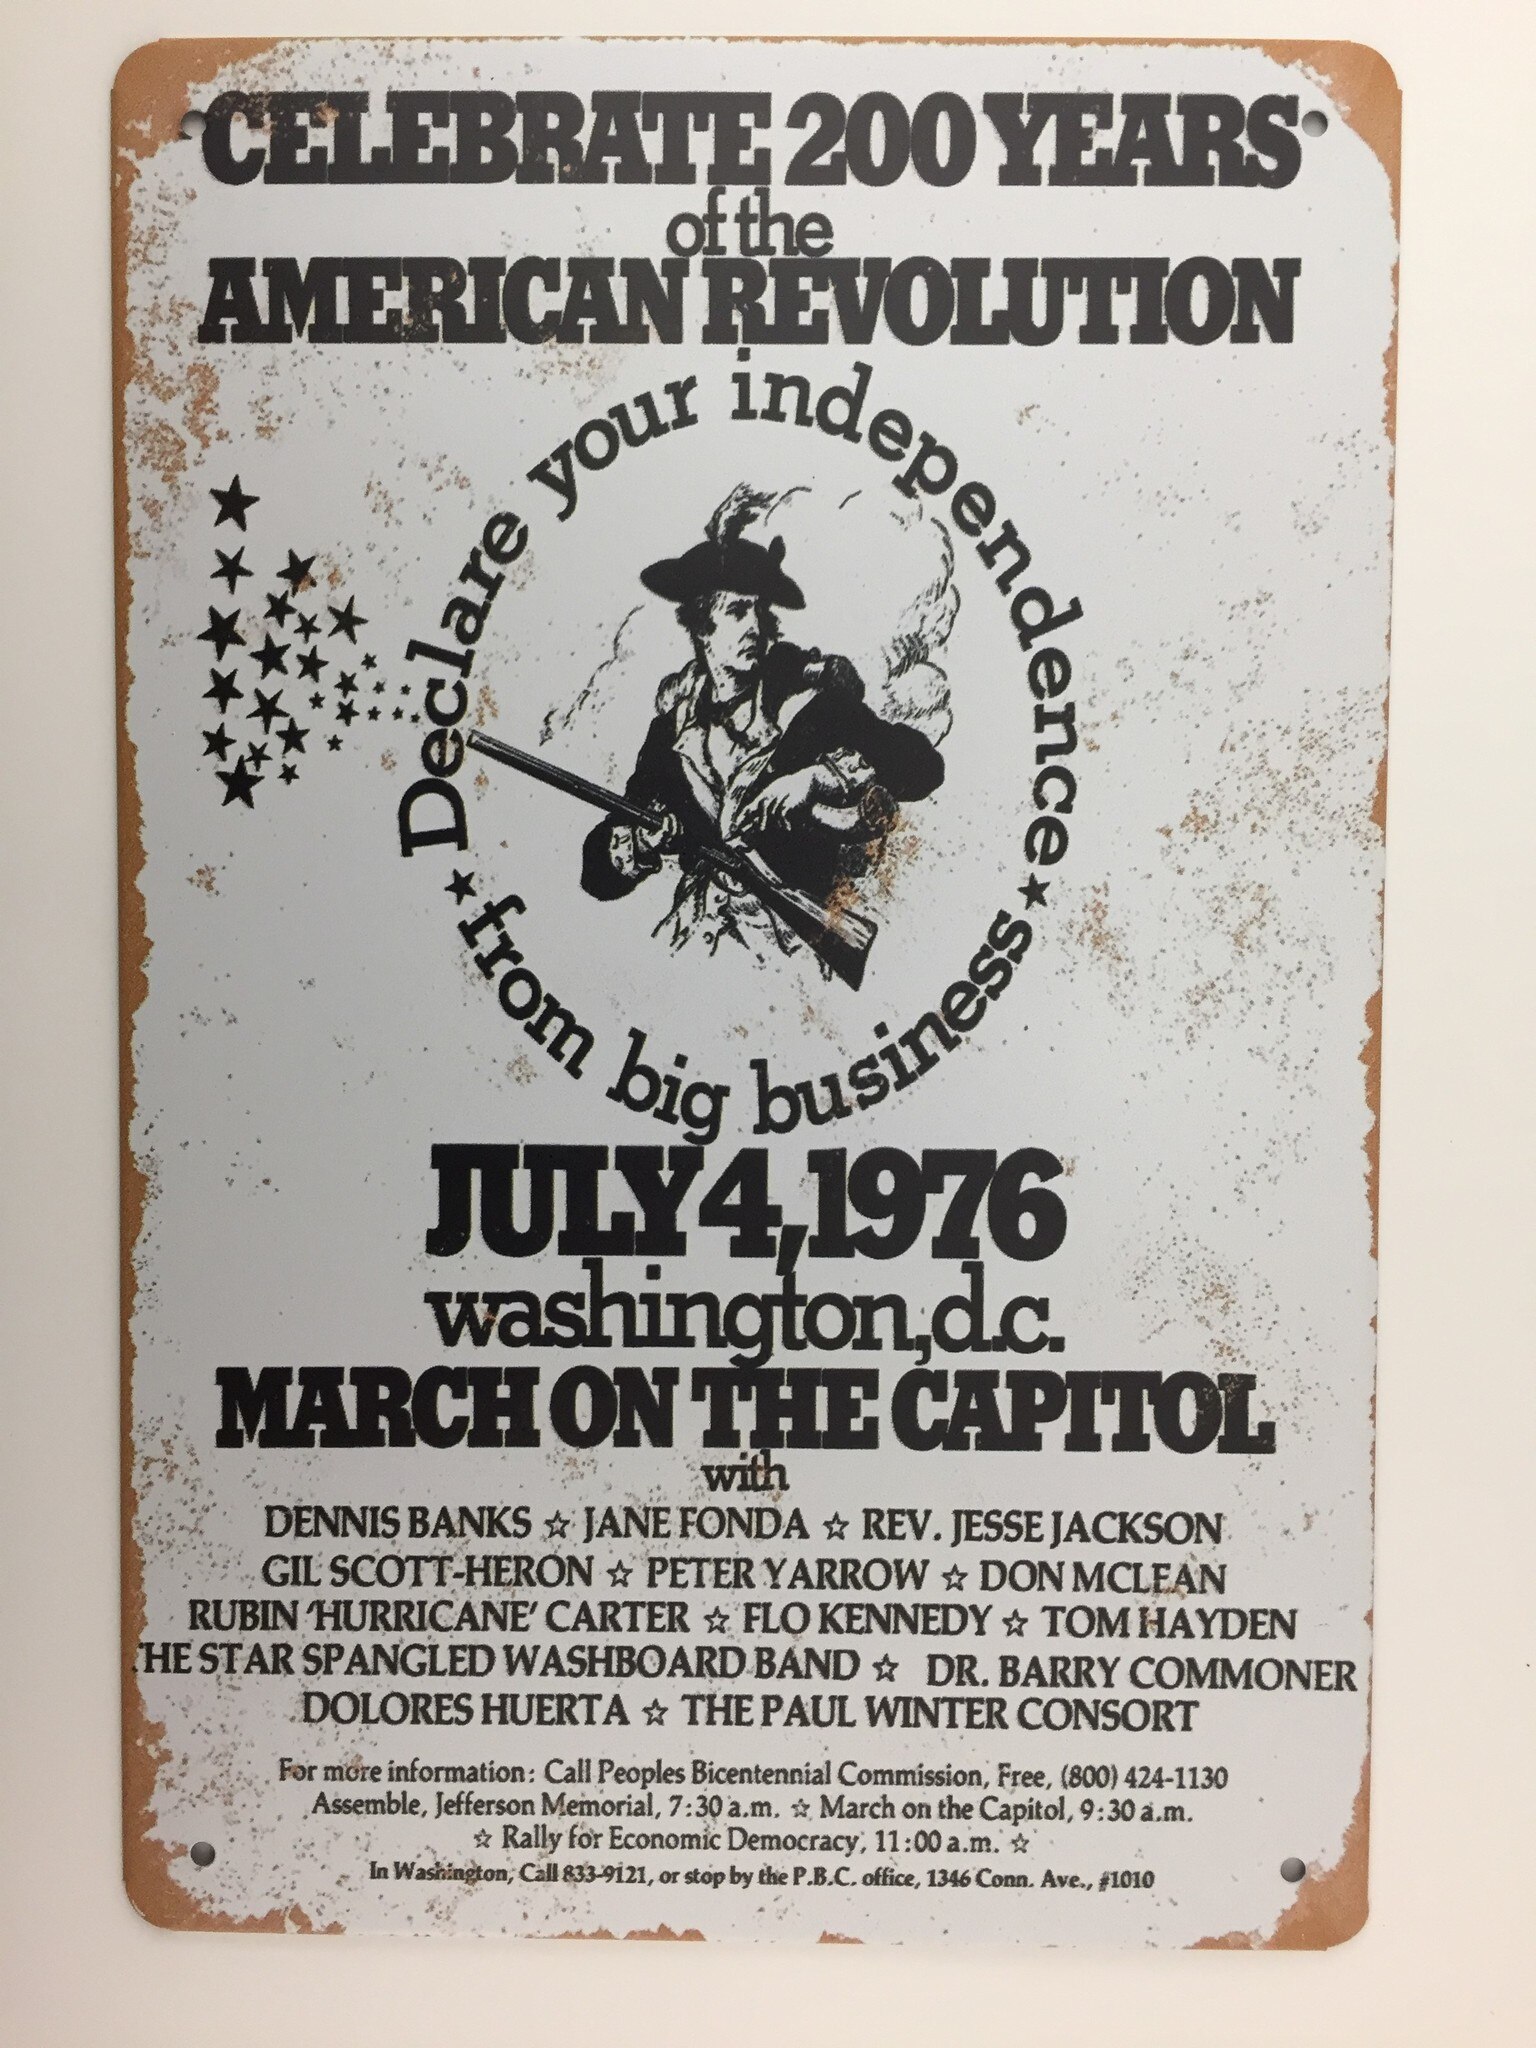 CELEBRATE 200 YEARS
of the
AMERICAN REVOLUTION
Declare your independence
★ from big business ★
JULY 4, 1976
washington, d.c.
MARCH ON THE CAPITOL
with
DENNIS BANKS ☆ JANE FONDA ☆ REV. JESSE JACKSON
GIL SCOTT-HERON ☆ PETER YARROW ☆ DON MCLEAN
RUBIN 'HURRICANE' CARTER ☆ FLO KENNEDY ☆ TOM HAYDEN
THE STAR SPANGLED WASHBOARD BAND ☆ DR. BARRY COMMONER
DOLORES HUERTA ☆ THE PAUL WINTER CONSORT
For more information: Call Peoples Bicentennial Commission, Free, (800) 424-1130
Assemble, Jefferson Memorial, 7:30 a.m. ☆ March on the Capitol, 9:30 a.m.
☆ Rally for Economic Democracy, 11:00 a.m. ☆
In Washington, Call 833-9121, or stop by the P.B.C. office, 1346 Conn. Ave., #1010